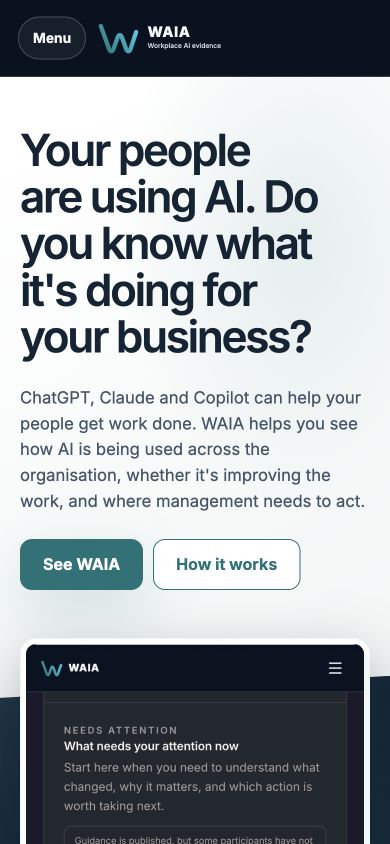 Menu
WAIA
Workplace AI evidence
Your people
are using AI. Do
you know what
it's doing for
your business?
ChatGPT, Claude and Copilot can help your
people get work done. WAIA helps you see
how AI is being used across the
organisation, whether it's improving the
work, and where management needs to act.
See WAIA
How it works
WAIA
NEEDS ATTENTION
What needs your attention now
Start here when you need to understand what
changed, why it matters, and which action is
worth taking next.
Guidance is published, but some participants have not